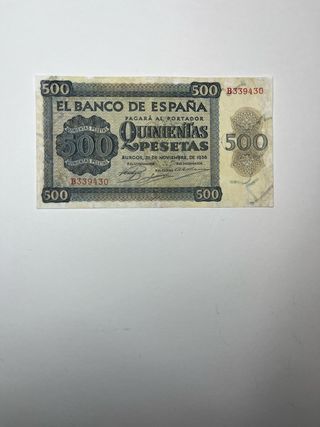 500
500
B339430
EL BANCO DE ESPAÑA
PAGARÁ AL PORTADOR
500
QUINIENTAS
PESETAS
500
BURGOS, 21 DE NOVIEMBRE, DE 1936
B339430
500
500